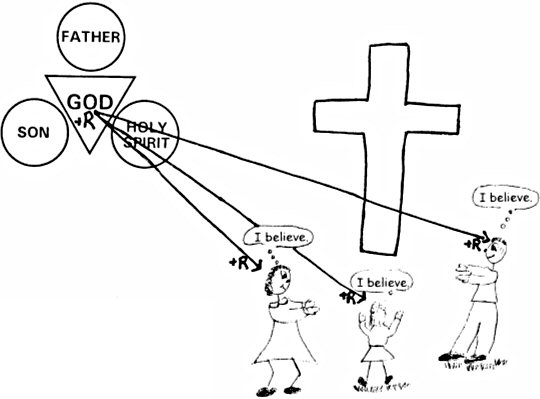 FATHER
GOD
+R
SON
HOLY
SPIRIT
I believe.
+R
I believe.
+R
I believe.
+R